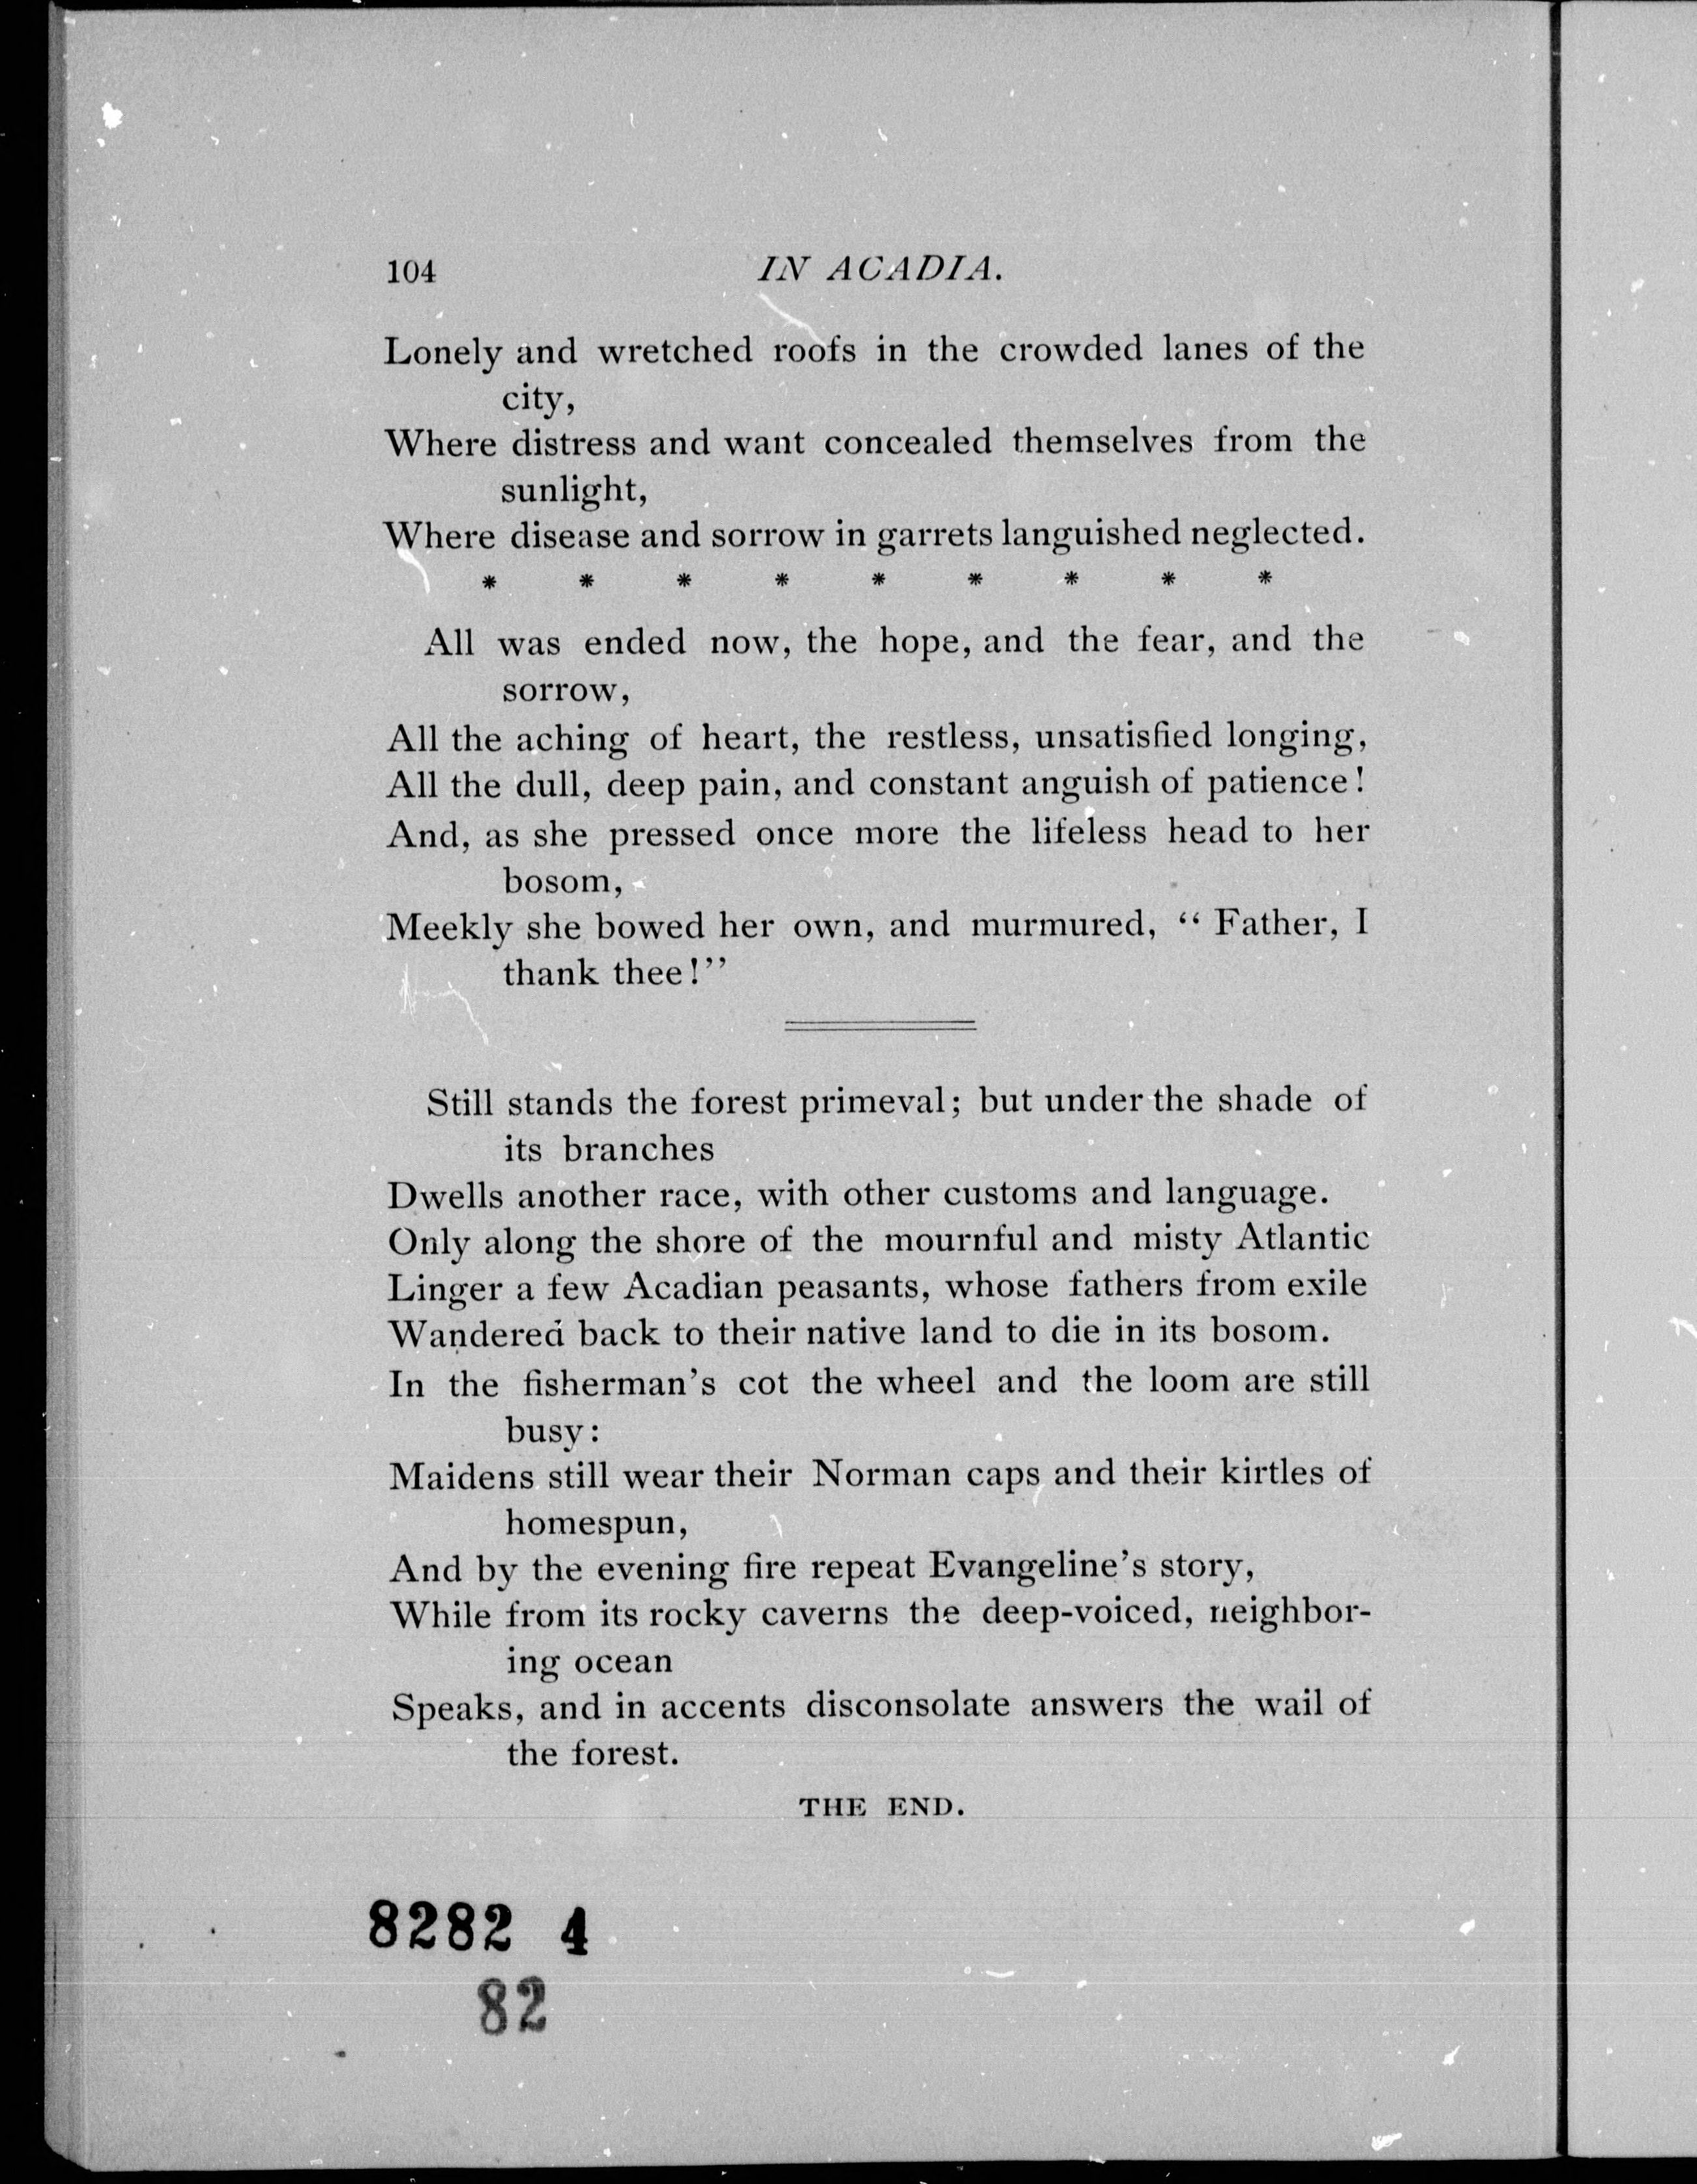 104 IN ACADIA.
Lonely and wretched roofs in the crowded lanes of the
city,
Where distress and want concealed themselves from the
sunlight,
Where disease and sorrow in garrets languished neglected.
* * * * * * * * *
All was ended now, the hope, and the fear, and the
sorrow,
All the aching of heart, the restless, unsatisfied longing,
All the dull, deep pain, and constant anguish of patience!
And, as she pressed once more the lifeless head to her
bosom,
Meekly she bowed her own, and murmured, “ Father, I
thank thee!”
Still stands the forest primeval; but under the shade of
its branches
Dwells another race, with other customs and language.
Only along the shore of the mournful and misty Atlantic
Linger a few Acadian peasants, whose fathers from exile
Wandered back to their native land to die in its bosom.
In the fisherman’s cot the wheel and the loom are still
busy:
Maidens still wear their Norman caps and their kirtles of
homespun,
And by the evening fire repeat Evangeline’s story,
While from its rocky caverns the deep-voiced, neighbor-
ing ocean
Speaks, and in accents disconsolate answers the wail of
the forest.
THE END.
8282 4
82